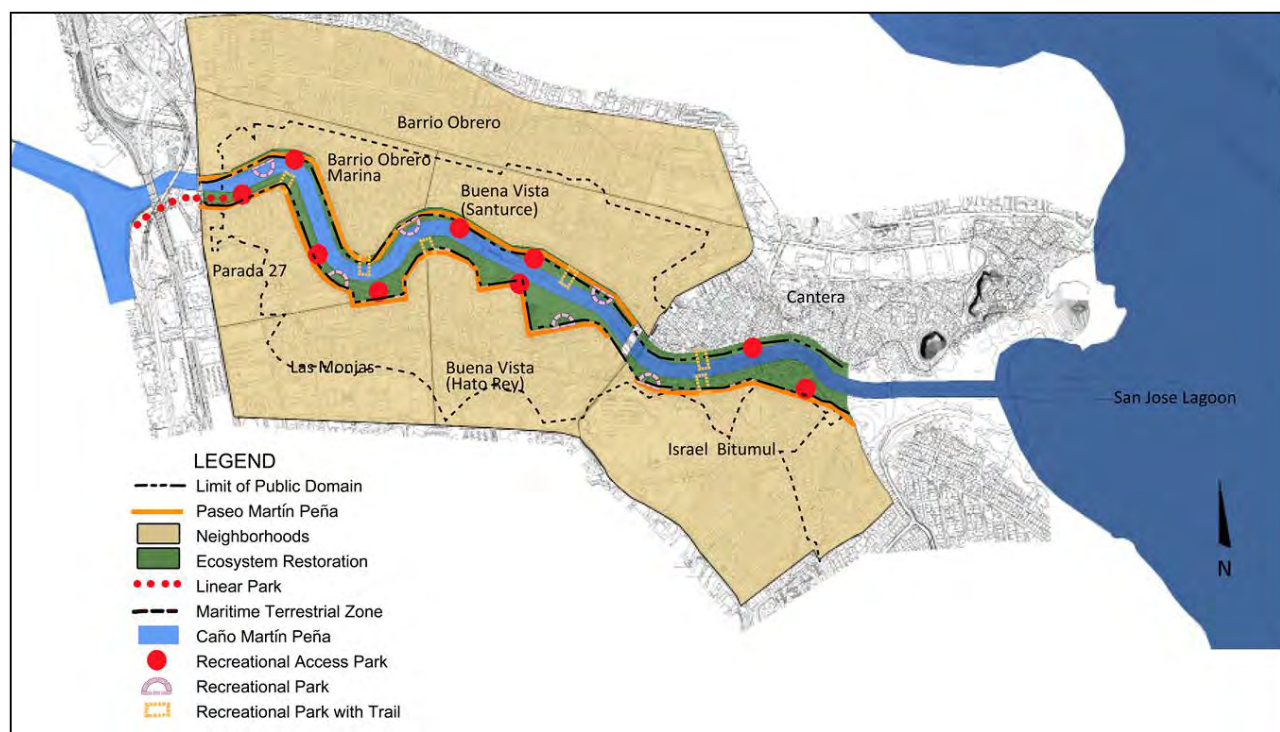 Barrio Obrero
Barrio Obrero
Marina
Buena Vista
(Santurce)
Parada 27
Cantera
Las Monjas
Buena Vista
(Hato Rey)
San Jose Lagoon
Israel Bitumul
LEGEND
Limit of Public Domain
Paseo Martín Peña
Neighborhoods
Ecosystem Restoration
Linear Park
Maritime Terrestrial Zone
Caño Martín Peña
Recreational Access Park
Recreational Park
Recreational Park with Trail
N